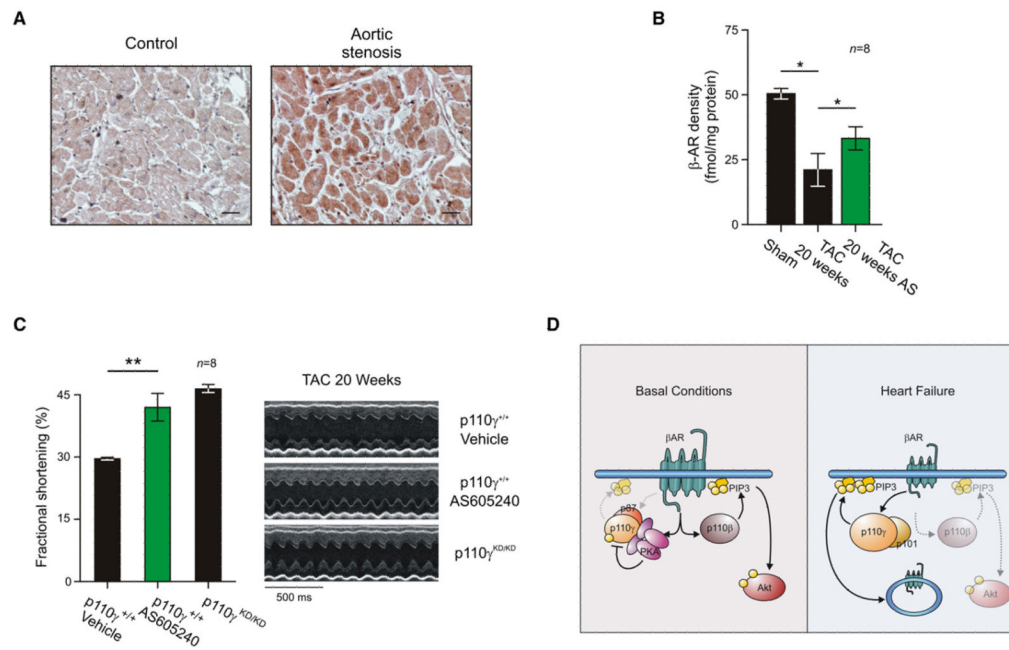 A
Control
Aortic
stenosis
B
β-AR density
(fmol/mg protein)
75
50
25
0
n=8
*
*
Sham
TAC
20 weeks
TAC
20 weeks AS
C
Fractional shortening (%)
45
30
15
0
**
n=8
p110γ+/+
Vehicle
p110γ+/+
AS605240
p110γKD/KD
TAC 20 Weeks
p110γ+/+
Vehicle
p110γ+/+
AS605240
p110γKD/KD
500 ms
D
Basal Conditions
βAR
PIP3
p87
p110γ
PKA
p110β
Akt
Heart Failure
βAR
PIP3
PIP3
p110γ
p101
p110β
Akt